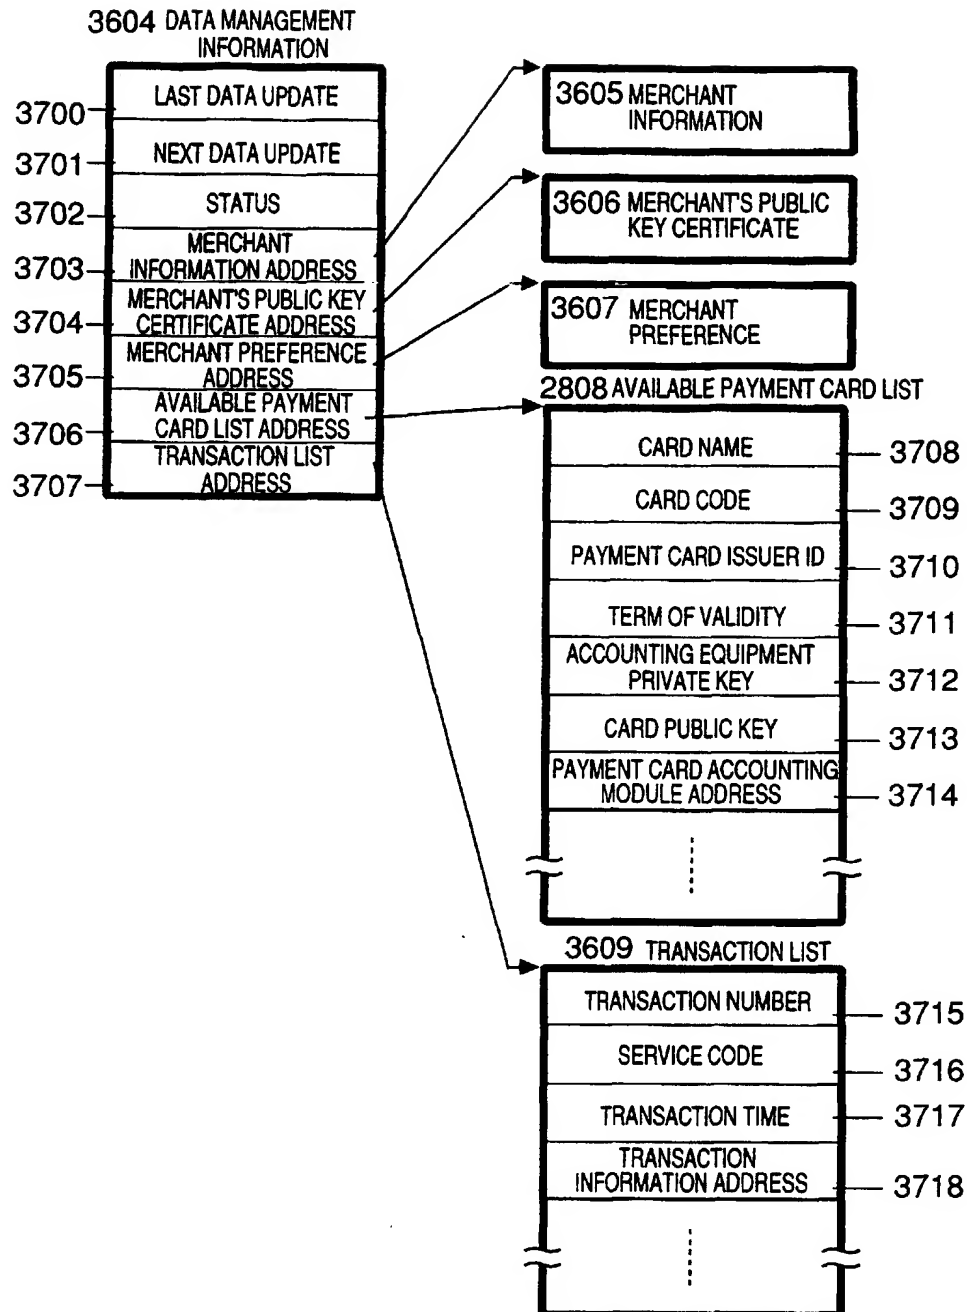 3604 DATA MANAGEMENT
INFORMATION
3700 LAST DATA UPDATE
3701 NEXT DATA UPDATE
3702 STATUS
3703 MERCHANT
INFORMATION ADDRESS
3704 MERCHANT'S PUBLIC KEY
CERTIFICATE ADDRESS
3705 MERCHANT PREFERENCE
ADDRESS
3706 AVAILABLE PAYMENT
CARD LIST ADDRESS
3707 TRANSACTION LIST
ADDRESS
3605 MERCHANT
INFORMATION
3606 MERCHANT'S PUBLIC
KEY CERTIFICATE
3607 MERCHANT
PREFERENCE
2808 AVAILABLE PAYMENT CARD LIST
CARD NAME 3708
CARD CODE 3709
PAYMENT CARD ISSUER ID 3710
TERM OF VALIDITY 3711
ACCOUNTING EQUIPMENT
PRIVATE KEY 3712
CARD PUBLIC KEY 3713
PAYMENT CARD ACCOUNTING
MODULE ADDRESS 3714
3609 TRANSACTION LIST
TRANSACTION NUMBER 3715
SERVICE CODE 3716
TRANSACTION TIME 3717
TRANSACTION
INFORMATION ADDRESS 3718